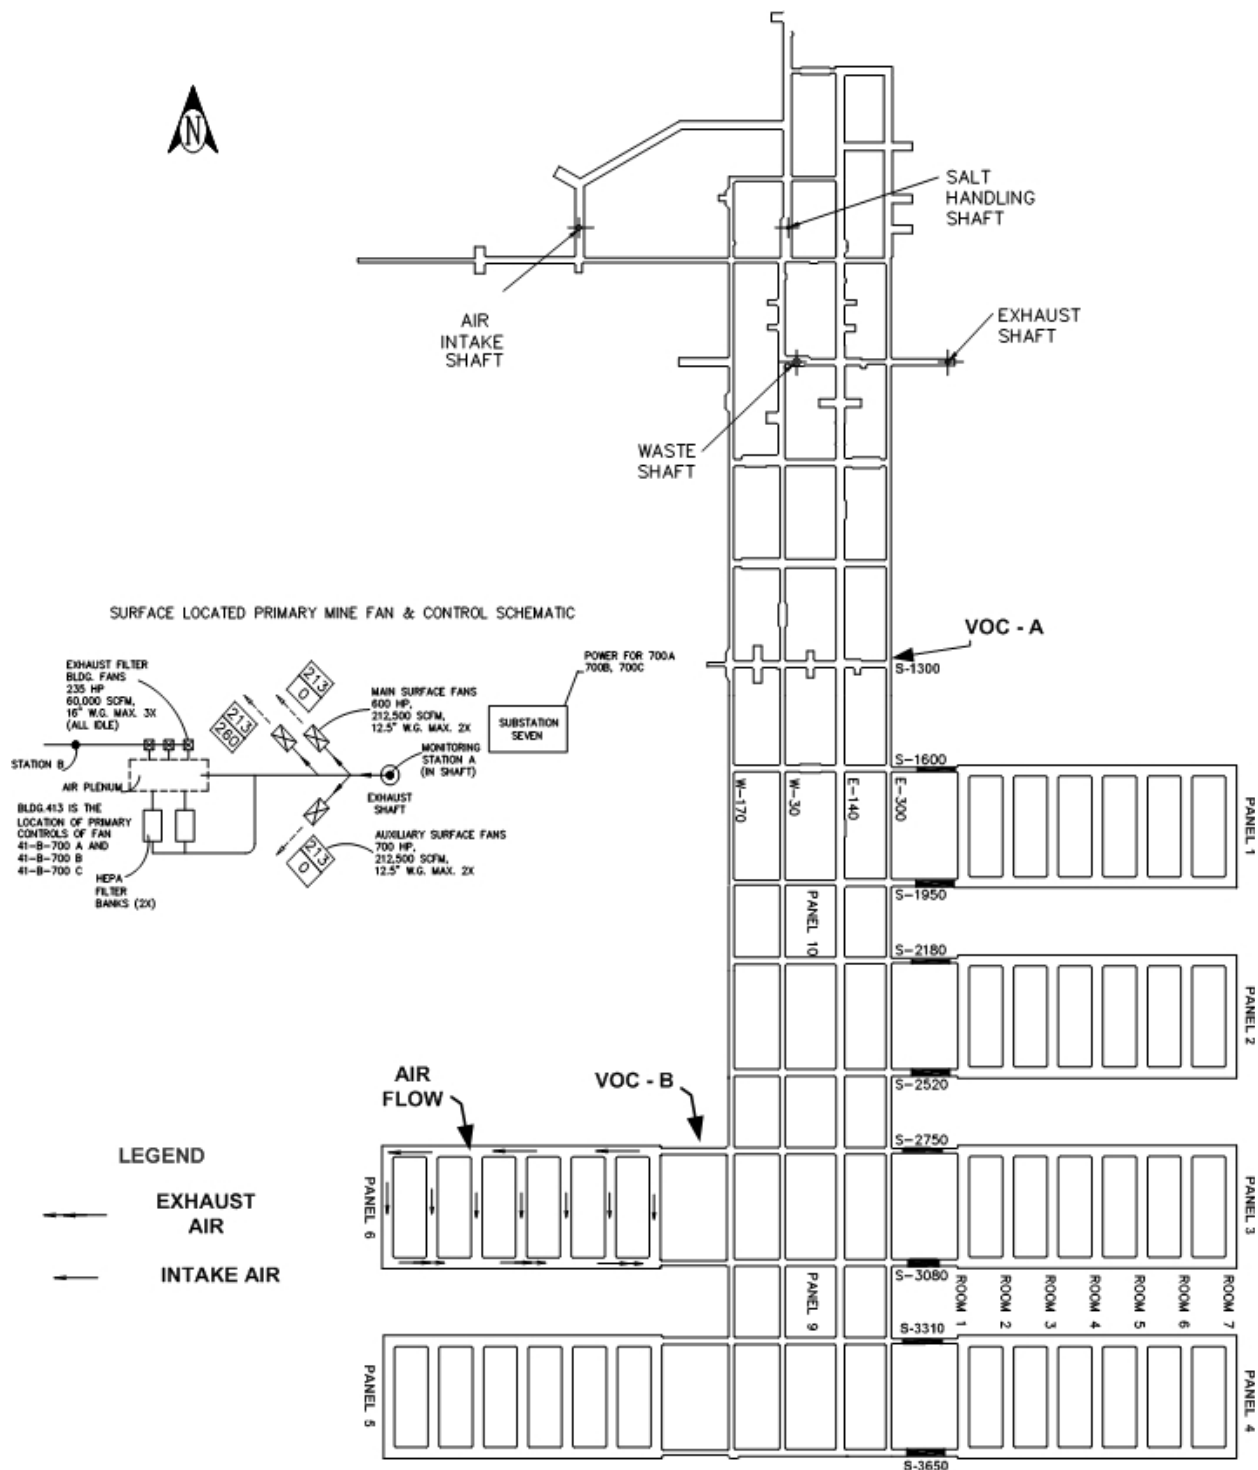 N
SALT
HANDLING
SHAFT
AIR
INTAKE
SHAFT
EXHAUST
SHAFT
WASTE
SHAFT
SURFACE LOCATED PRIMARY MINE FAN & CONTROL SCHEMATIC
EXHAUST FILTER
BLDG. FANS
235 HP
60,000 SCFM,
16" W.G. MAX. 3X
(ALL IDLE)
213
0
213
260
MAIN SURFACE FANS
600 HP,
212,500 SCFM,
12.5" W.G. MAX. 2X
POWER FOR 700A
,700B, 700C
SUBSTATION
SEVEN
MONITORING
STATION A
(IN SHAFT)
STATION B
AIR PLENUM
EXHAUST
SHAFT
BLDG.413 IS THE
LOCATION OF PRIMARY
CONTROLS OF FAN
41-B-700 A AND
41-B-700 B
41-B-700 C
HEPA
FILTER
BANKS (2X)
213
0
AUXILIARY SURFACE FANS
700 HP,
212,500 SCFM,
12.5" W.G. MAX. 2X
VOC - A
S-1300
S-1600
W-170
W-30
E-140
E-300
PANEL 1
S-1950
PANEL 10
S-2180
PANEL 2
S-2520
AIR
FLOW
VOC - B
S-2750
LEGEND
EXHAUST
AIR
INTAKE AIR
PANEL 6
PANEL 3
S-3080
PANEL 9
ROOM 1
ROOM 2
ROOM 3
ROOM 4
ROOM 5
ROOM 6
ROOM 7
S-3310
PANEL 5
PANEL 4
S-3650